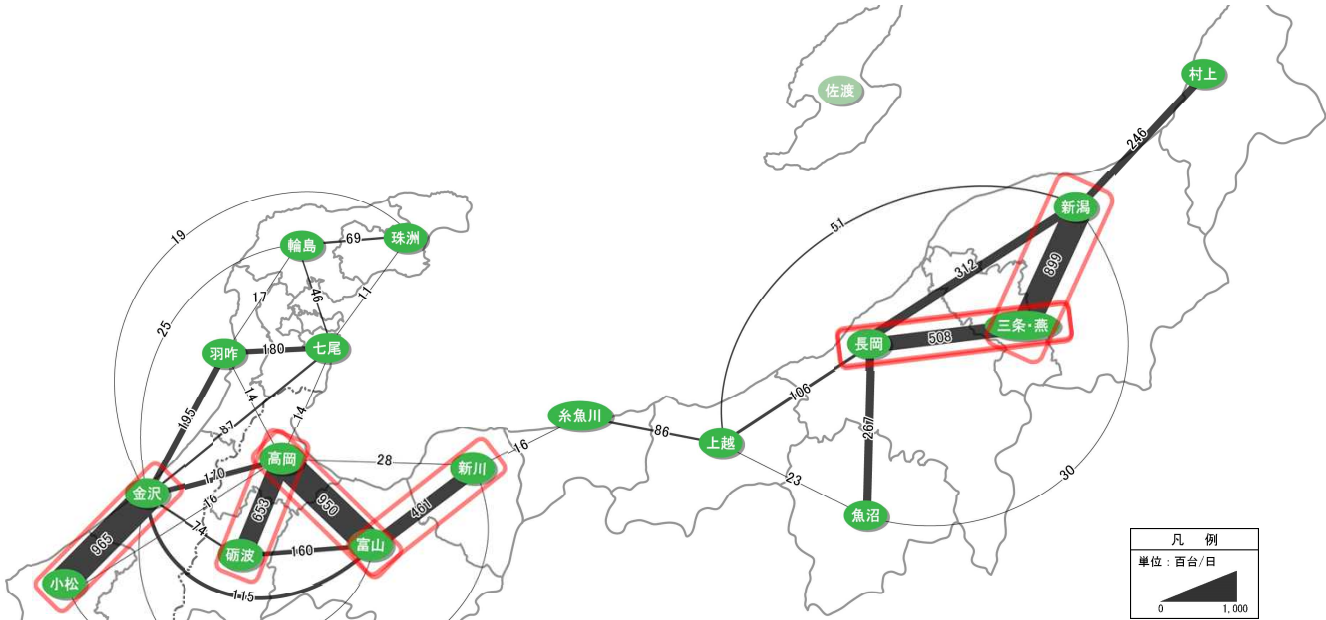 村上
佐渡
246
新潟
51
19
輪島
69
珠洲
899
312
17
46
11
25
三条・燕
508
長岡
羽咋
180
七尾
106
14
87
14
195
糸魚川
86
上越
267
16
高岡
28
新川
23
30
170
金沢
16
950
461
653
魚沼
74
965
砺波
160
富山
小松
115
凡 例
単位：百台/日
0
1,000